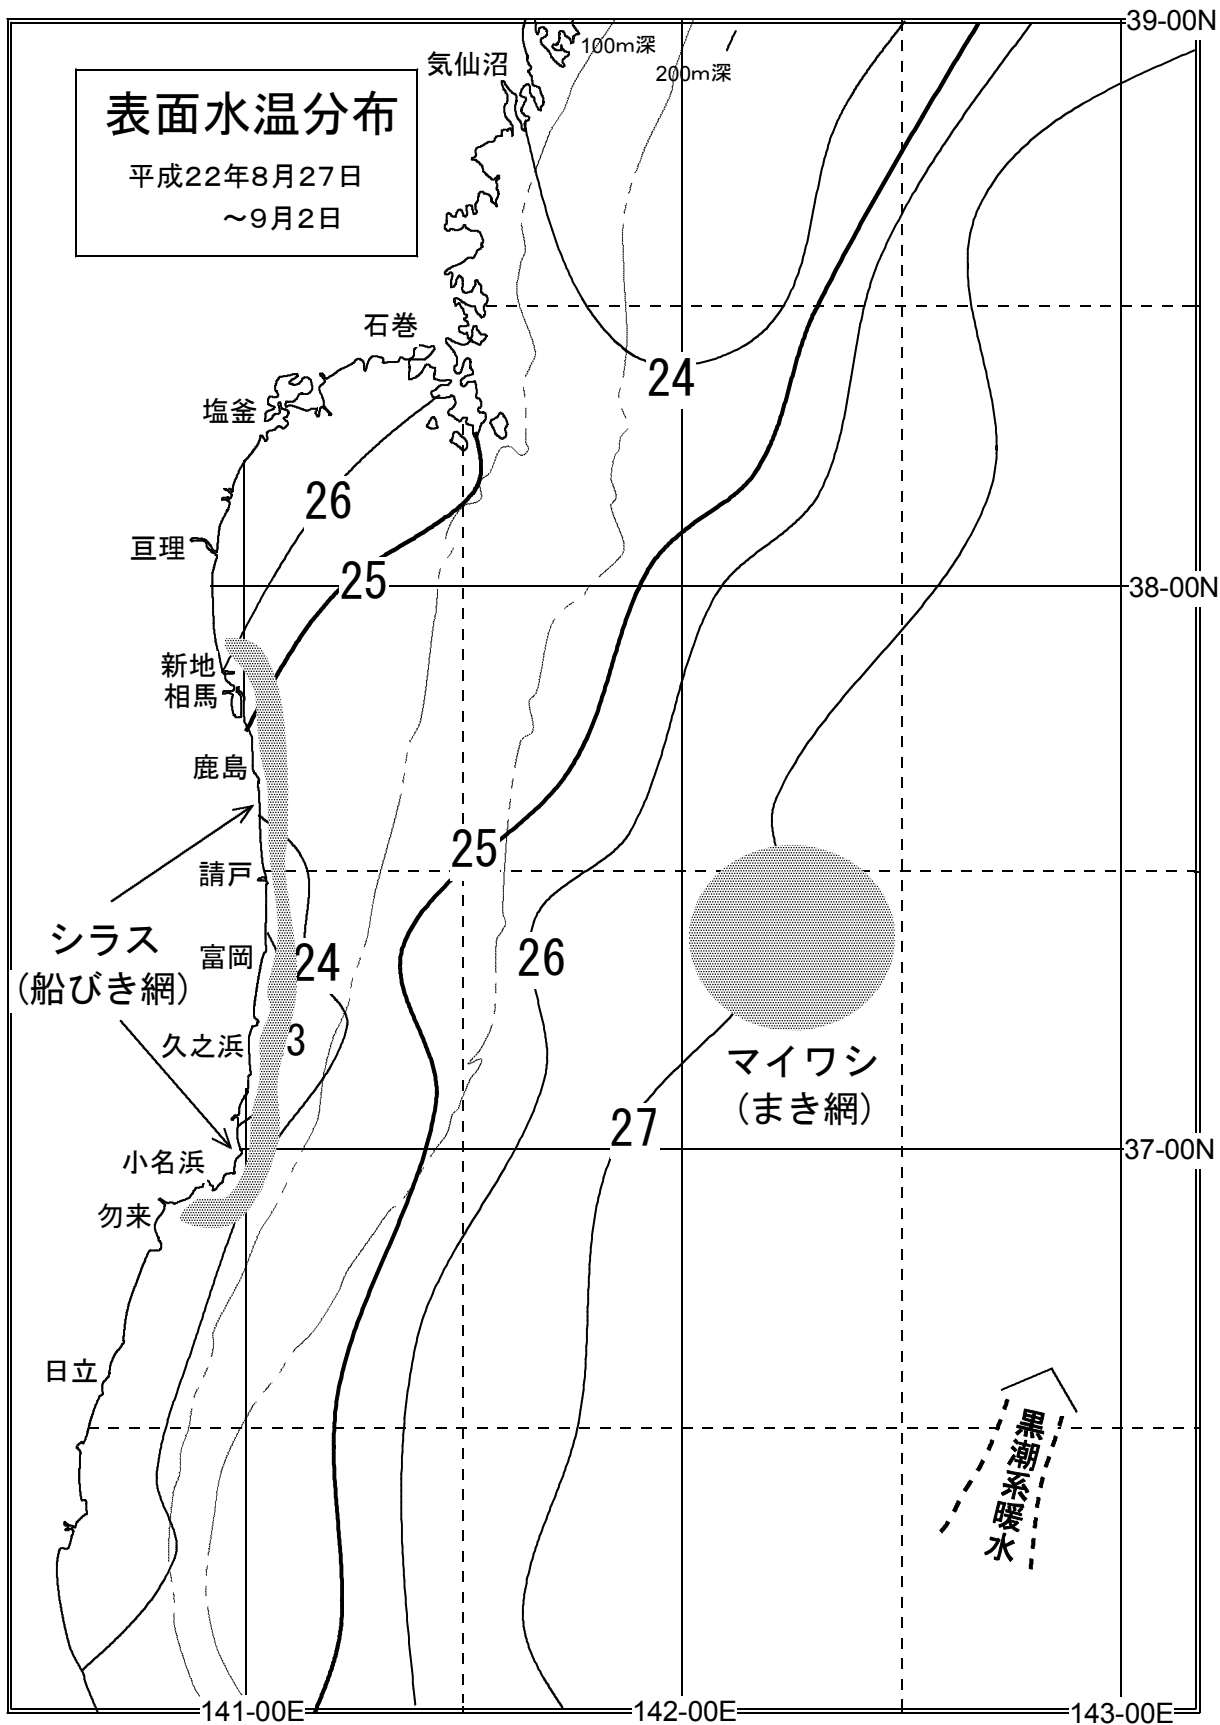 39-00N
100m深
気仙沼
200m深
表面水温分布
平成22年8月27日
～9月2日
石巻
24
塩釜
26
亘理
25
38-00N
新地
相馬
鹿島
25
請戸
シラス
(船びき網)
富岡
24
26
久之浜
3
マイワシ
(まき網)
27
37-00N
小名浜
勿来
日立
黒潮系暖水
141-00E
142-00E
143-00E